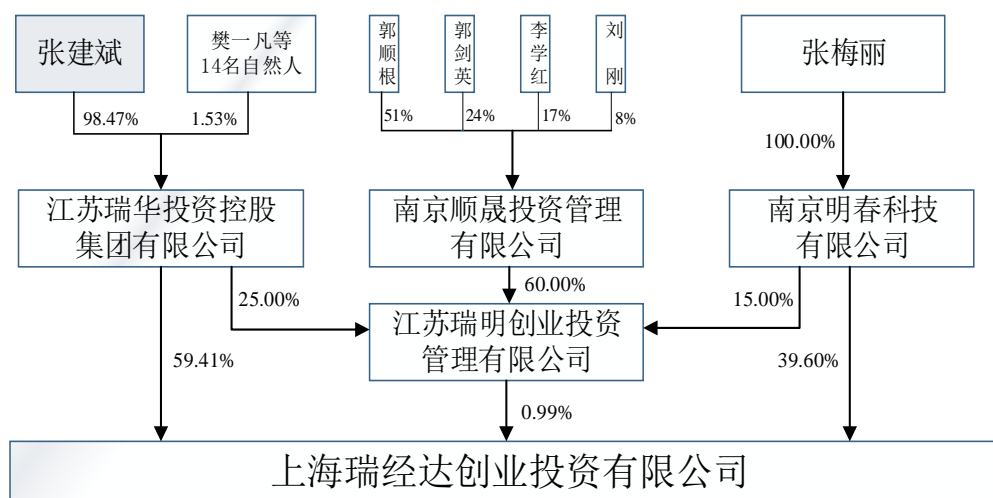 张建斌
樊一凡等
14名自然人
郭顺根
郭剑英
李学红
刘刚
张梅丽
98.47%
1.53%
51%
24%
17%
8%
100.00%
江苏瑞华投资控股
集团有限公司
南京顺晟投资管理
有限公司
南京明春科技
有限公司
25.00%
60.00%
15.00%
江苏瑞明创业投资
管理有限公司
59.41%
39.60%
0.99%
上海瑞经达创业投资有限公司